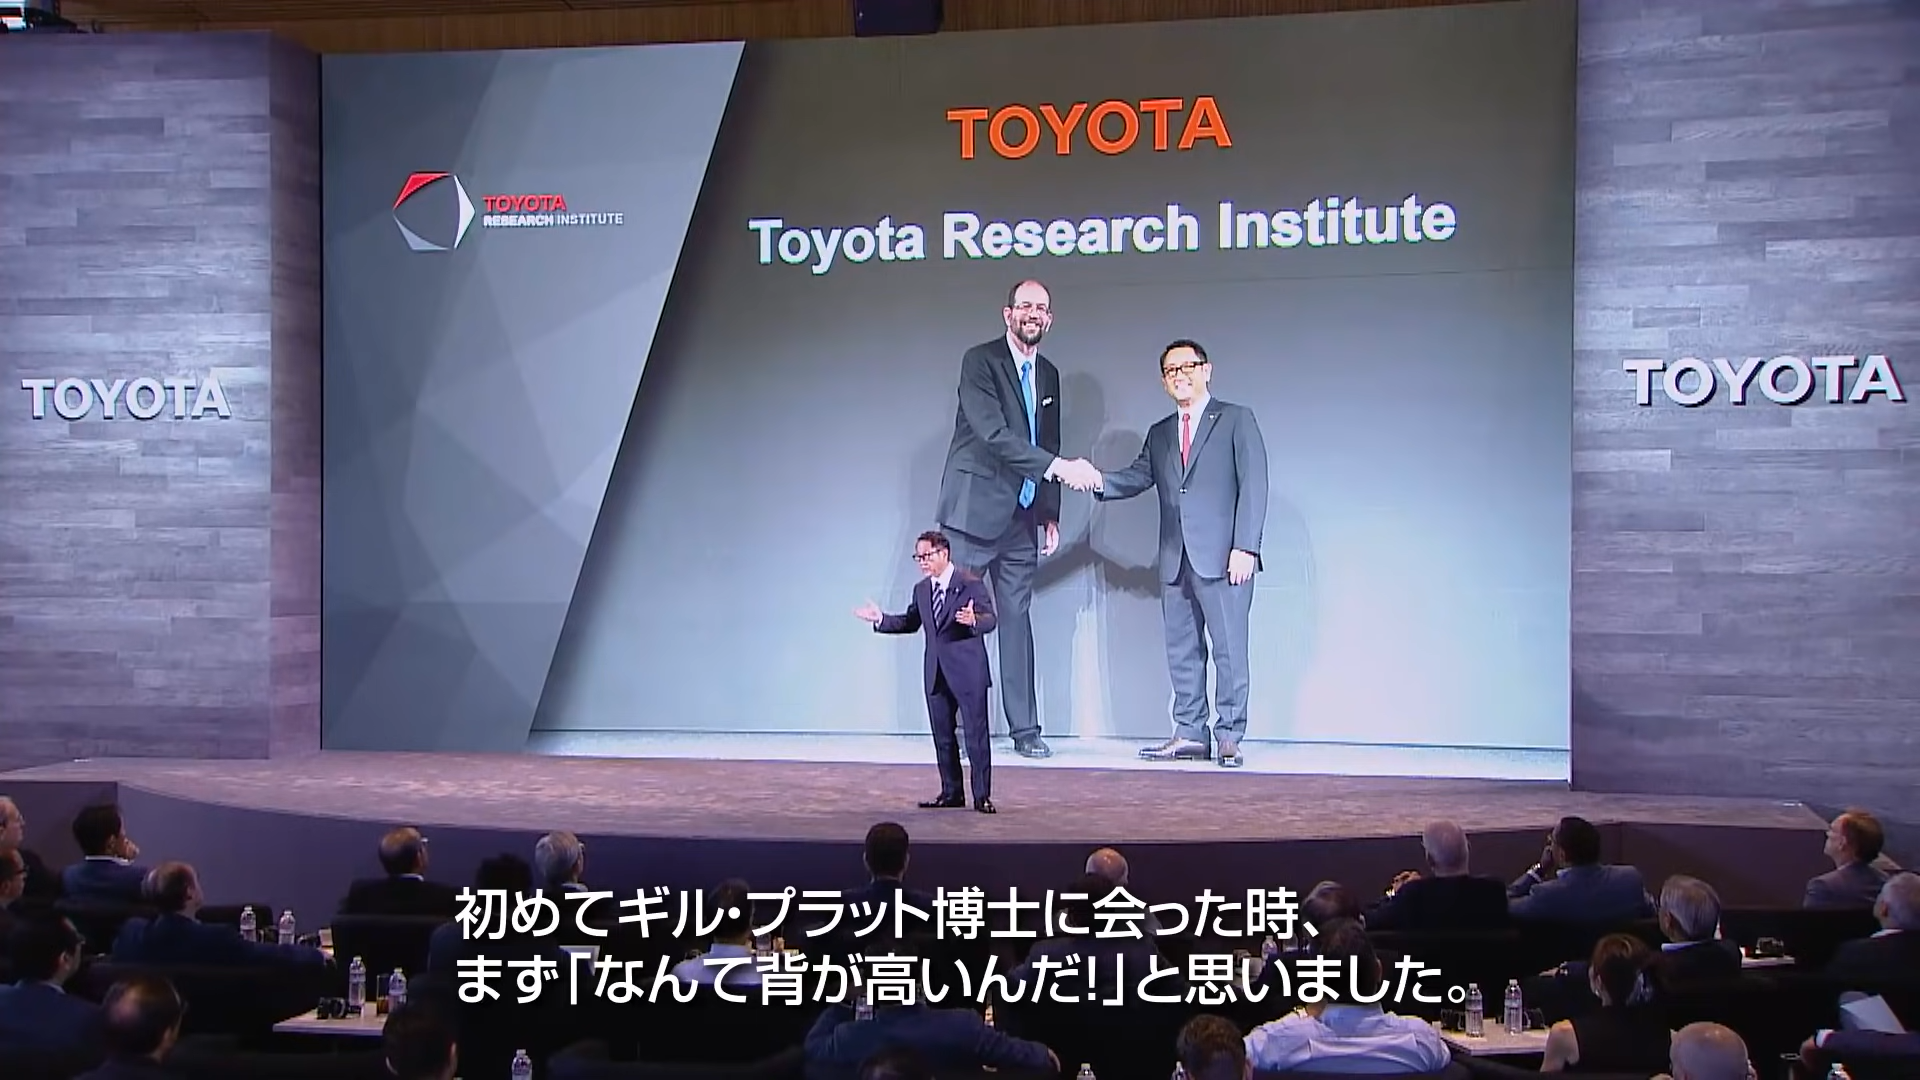 TOYOTA
Toyota Research Institute
TOYOTA
RESEARCH INSTITUTE
TOYOTA
TOYOTA
初めてギル・プラット博士に会った時、
まず「なんて背が高いんだ!」と思いました。